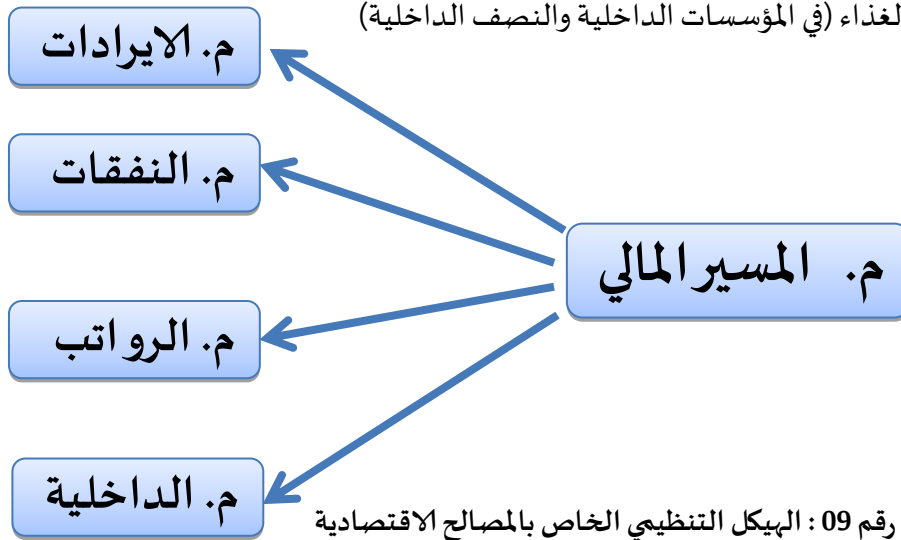 لغذاء (في المؤسسات الداخلية والنصف الداخلية)
م. الايرادات
م. النفقات
م. المسير المالي
م. الرواتب
م. الداخلية
رقم 09 : الهيكل التنظيمي الخاص بالمصالح الاقتصادية